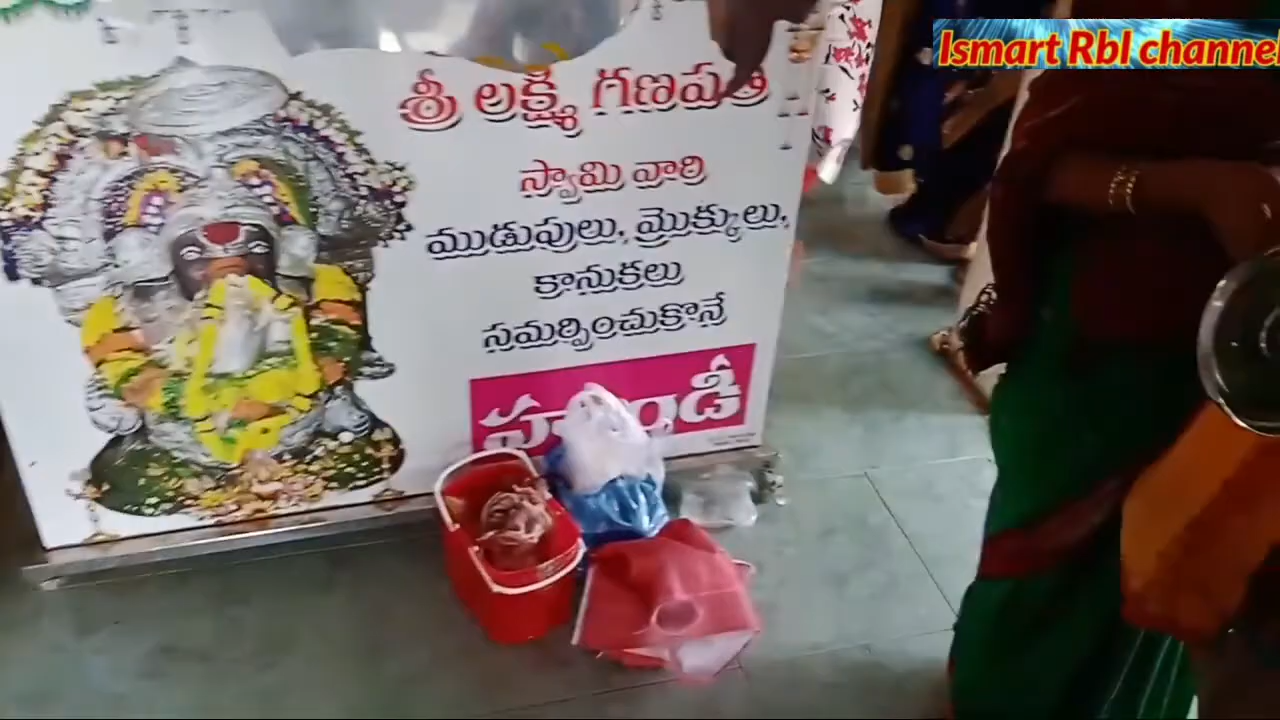 Ismart Rbl channel
శ్రీ లక్ష్మీ గణపతి
స్వామి వారి
ముడుపులు, మ్రొక్కులు,
కానుకలు
సమర్పించుకొనే